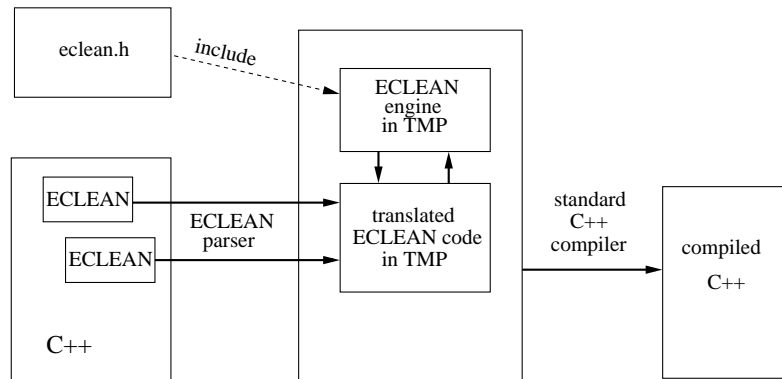 eclean.h
include
ECLEAN
engine
in TMP
ECLEAN
ECLEAN
C++
ECLEAN
parser
translated
ECLEAN code
in TMP
standard
C++
compiler
compiled
C++